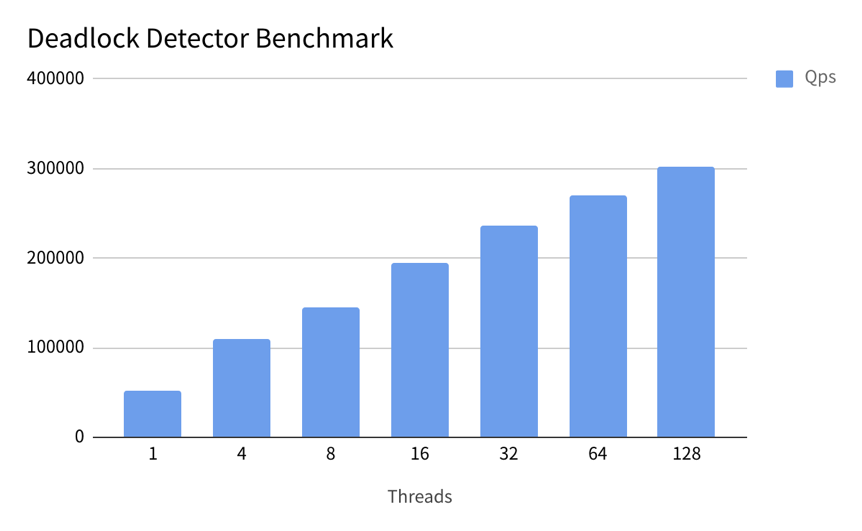 Deadlock Detector Benchmark
Qps
400000
300000
200000
100000
0
1 4 8 16 32 64 128
Threads